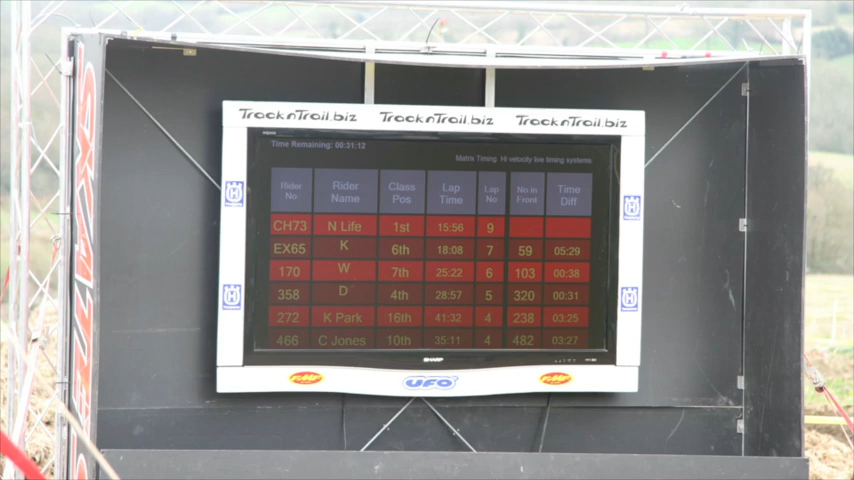 TracknTrail.biz TracknTrail.biz TracknTrail.biz
Time Remaining: 00:31:12
Matrix Timing Hi velocity live timing systems
Rider No Rider Name Class Pos Lap Time Lap No No in Front Time Diff
CH73 N Life 1st 15:56 9
EX65 K 6th 18:08 7 59 05:29
170 W 7th 25:22 6 103 00:38
358 D 4th 28:57 5 320 00:31
272 K Park 16th 41:32 4 238 03:25
466 C Jones 10th 35:11 4 482 03:27
SHARP
FMF UFO FMF